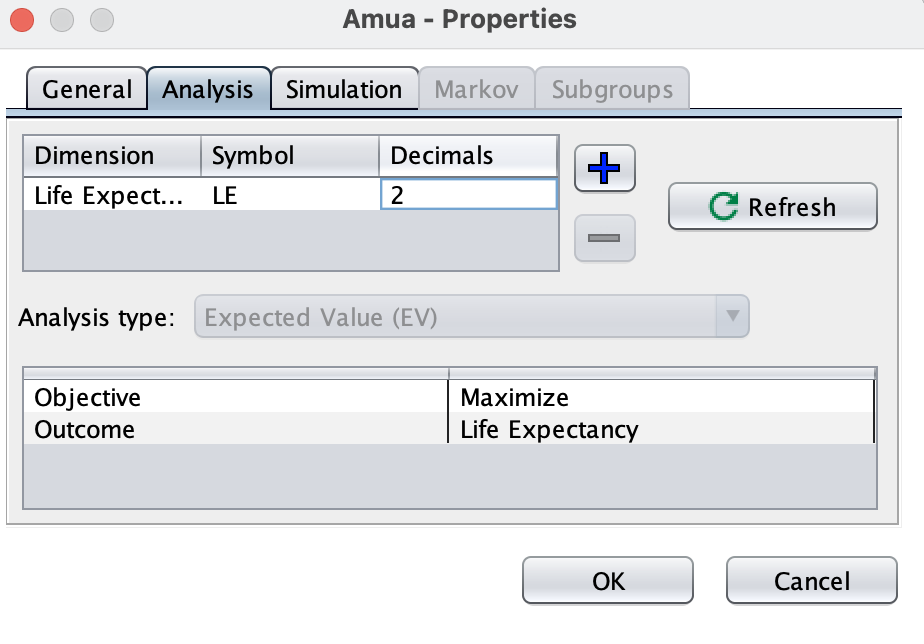 Amua - Properties
General Analysis Simulation Markov Subgroups
Dimension Symbol Decimals
Life Expect... LE 2
Refresh
Analysis type: Expected Value (EV)
Objective Maximize
Outcome Life Expectancy
OK Cancel